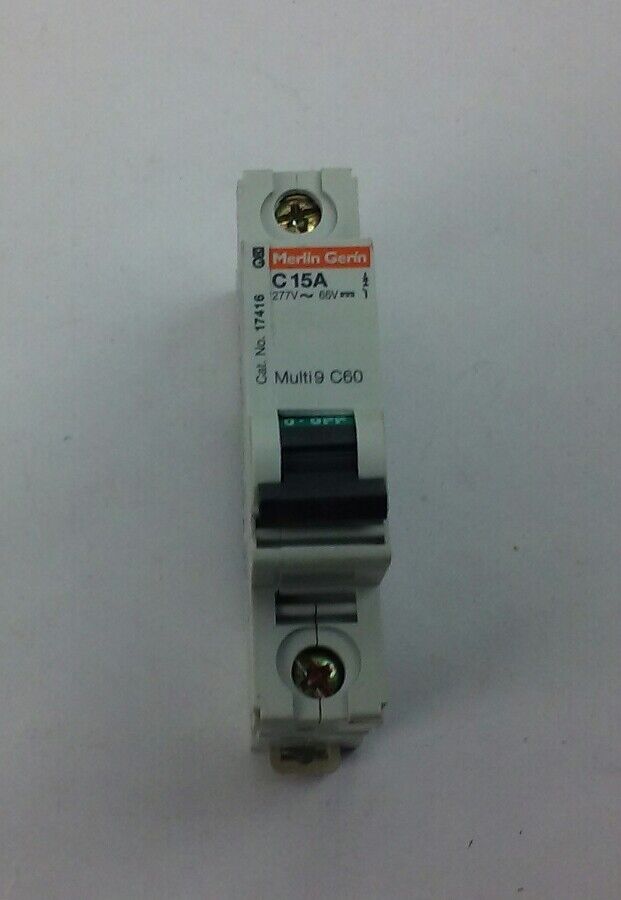 Merlin Gerin
C15A
277V ~ 65V
Cat. No. 17416
Multi9 C60
O-OFF